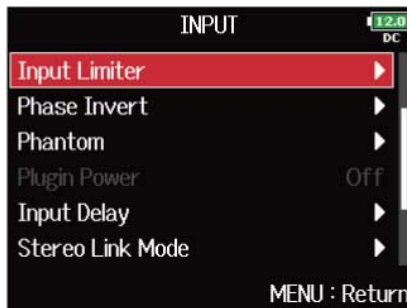 INPUT
12.0
DC
Input Limiter
Phase Invert
Phantom
Plugin Power Off
Input Delay
Stereo Link Mode
MENU : Return